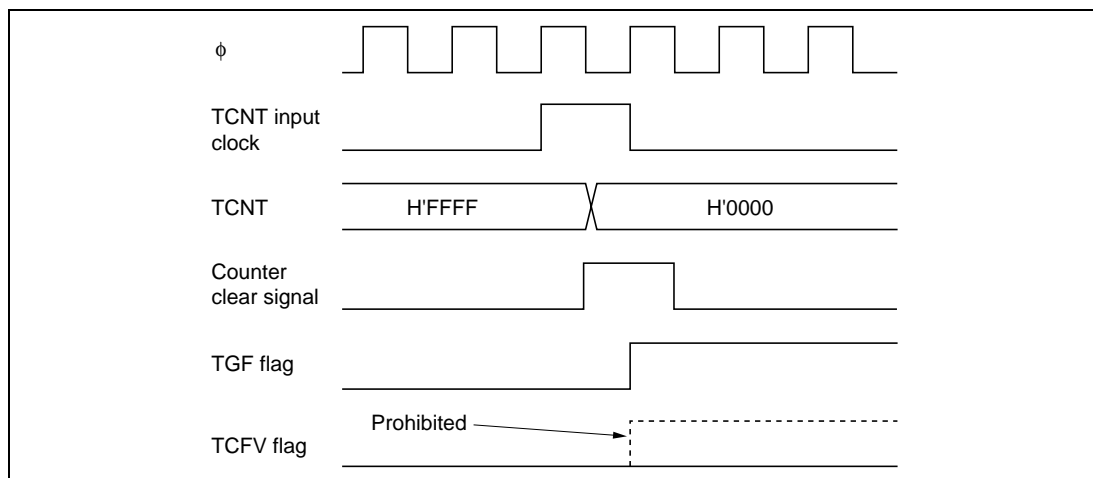 ϕ
TCNT input
clock
TCNT
H'FFFF
H'0000
Counter
clear signal
TGF flag
Prohibited
TCFV flag